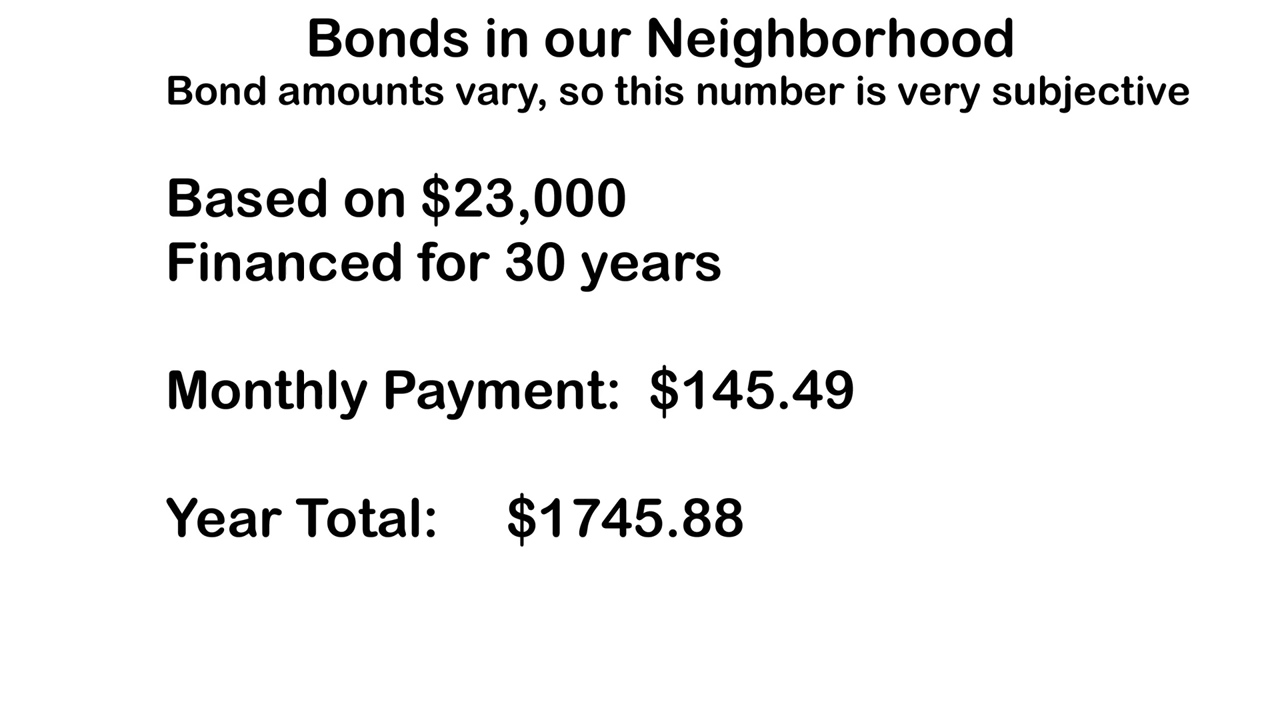 Bonds in our Neighborhood
Bond amounts vary, so this number is very subjective
Based on $23,000
Financed for 30 years
Monthly Payment: $145.49
Year Total: $1745.88